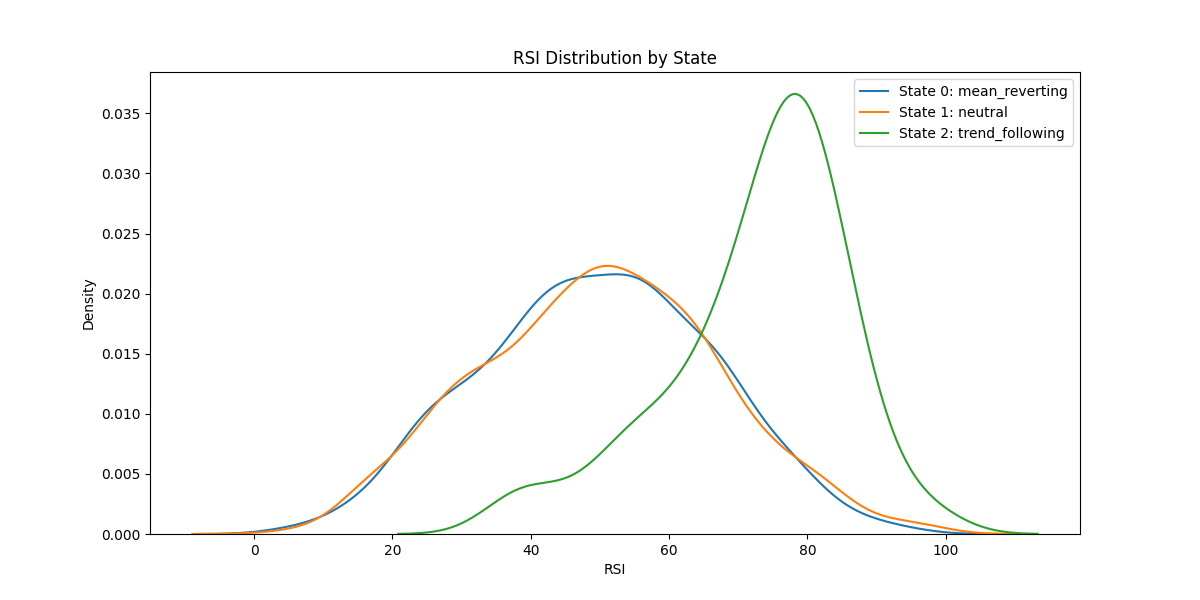 RSI Distribution by State
State 0: mean_reverting
State 1: neutral
State 2: trend_following
Density
0.035
0.030
0.025
0.020
0.015
0.010
0.005
0.000
0 20 40 60 80 100
RSI